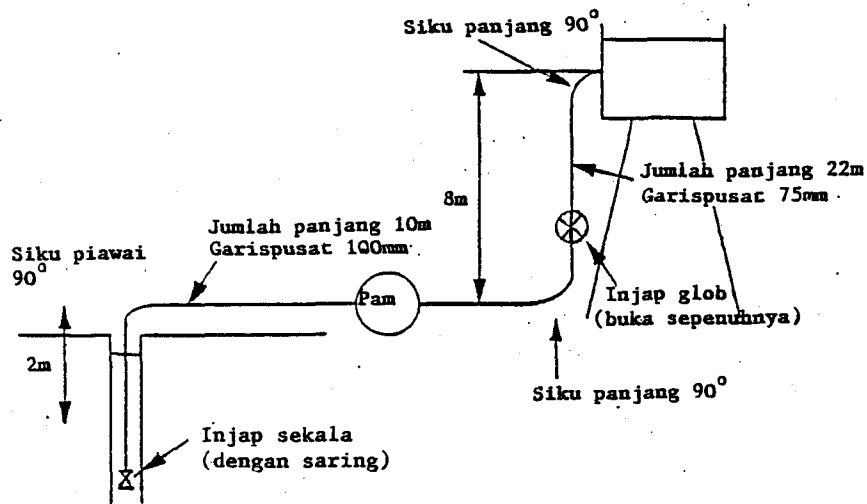 Siku panjang 90°
Jumlah panjang 22m
Garispusat 75mm
8m
Jumlah panjang 10m
Garispusat 100mm
Siku piawai
90°
Pam
Injap glob
(buka sepenuhnya)
2m
Siku panjang 90°
Injap sekala
(dengan saring)